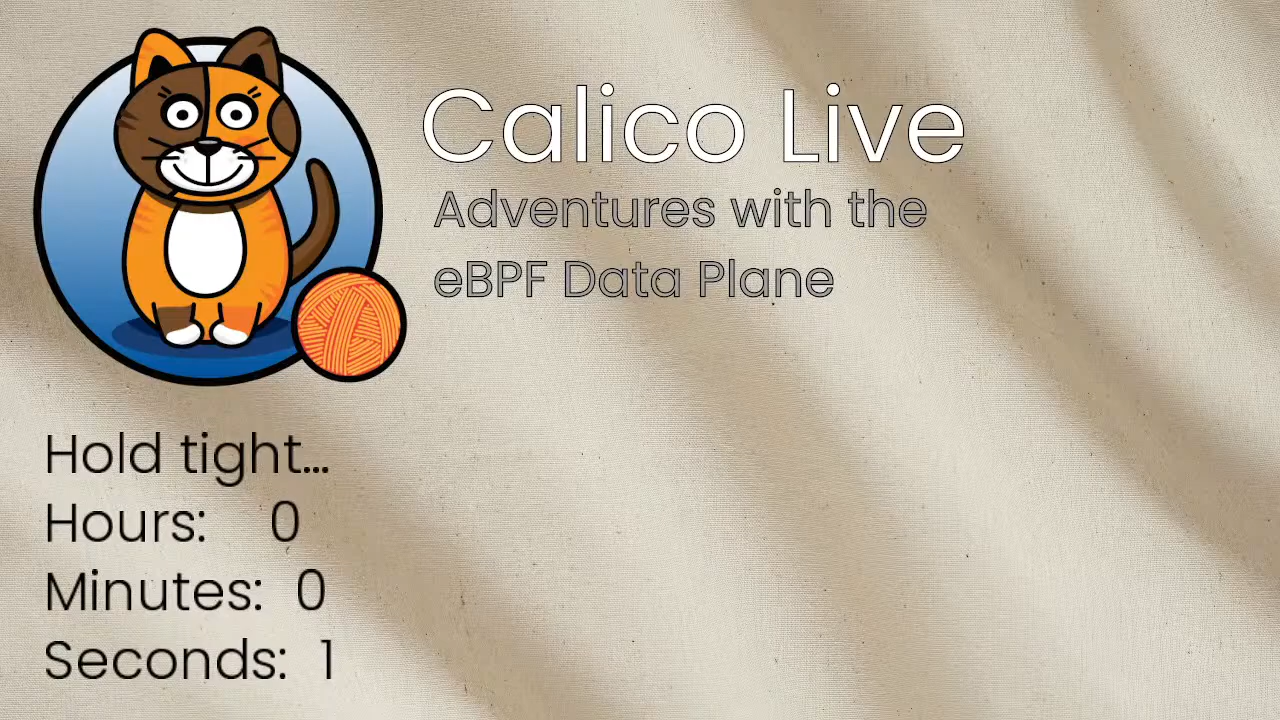 Calico Live
Adventures with the
eBPF Data Plane
Hold tight...
Hours: 0
Minutes: 0
Seconds: 1